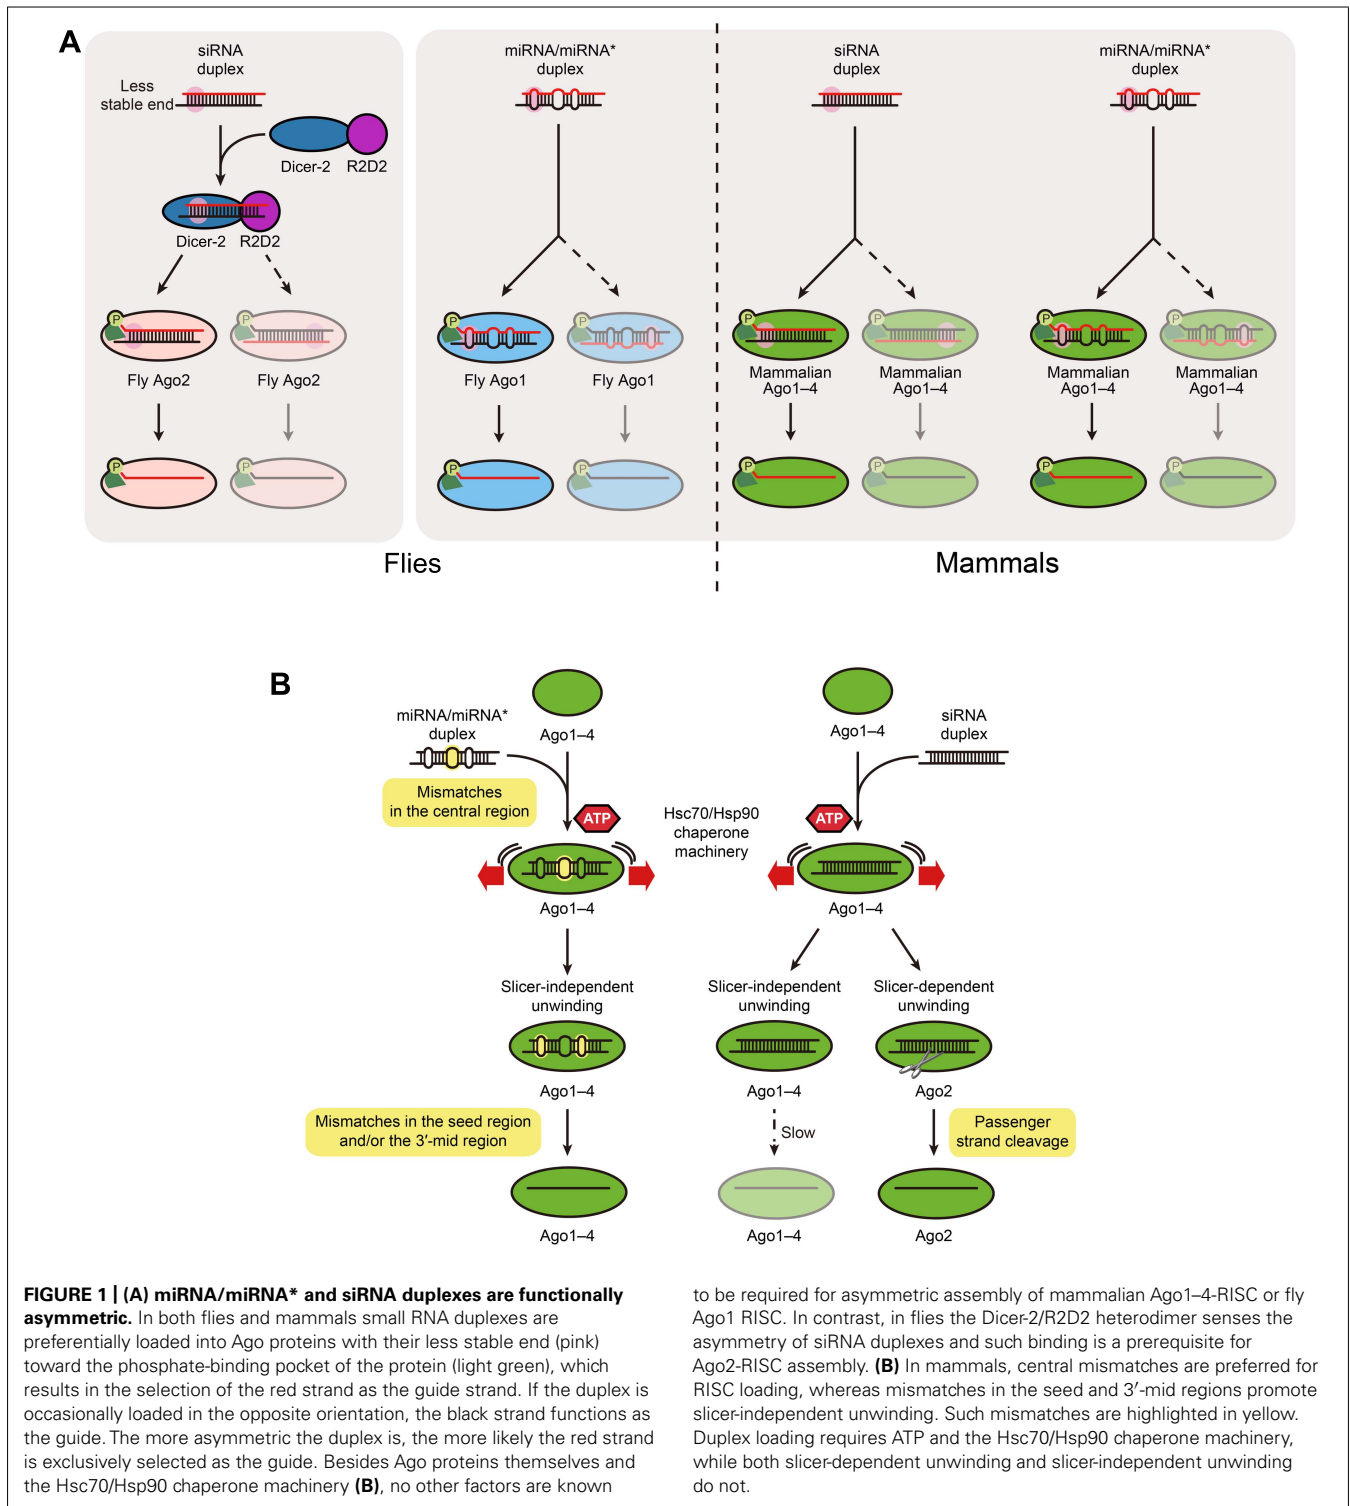 A
siRNA
duplex
Less
stable end
Dicer-2
R2D2
Dicer-2
R2D2
P
P
Fly Ago2
Fly Ago2
P
P
miRNA/miRNA*
duplex
P
P
Fly Ago1
Fly Ago1
P
P
siRNA
duplex
P
P
Mammalian
Ago1–4
Mammalian
Ago1–4
P
P
miRNA/miRNA*
duplex
P
P
Mammalian
Ago1–4
Mammalian
Ago1–4
P
P
Flies
Mammals
B
Ago1–4
miRNA/miRNA*
duplex
Mismatches
in the central region
ATP
Ago1–4
Hsc70/Hsp90
chaperone
machinery
Slicer-independent
unwinding
Ago1–4
Mismatches in the seed region
and/or the 3′-mid region
Ago1–4
Ago1–4
siRNA
duplex
ATP
Ago1–4
Slicer-independent
unwinding
Ago1–4
Slow
Ago1–4
Slicer-dependent
unwinding
Ago2
Passenger
strand cleavage
Ago2
FIGURE 1 | (A) miRNA/miRNA* and siRNA duplexes are functionally
asymmetric. In both flies and mammals small RNA duplexes are
preferentially loaded into Ago proteins with their less stable end (pink)
toward the phosphate-binding pocket of the protein (light green), which
results in the selection of the red strand as the guide strand. If the duplex is
occasionally loaded in the opposite orientation, the black strand functions as
the guide. The more asymmetric the duplex is, the more likely the red strand
is exclusively selected as the guide. Besides Ago proteins themselves and
the Hsc70/Hsp90 chaperone machinery (B), no other factors are known
to be required for asymmetric assembly of mammalian Ago1–4-RISC or fly
Ago1 RISC. In contrast, in flies the Dicer-2/R2D2 heterodimer senses the
asymmetry of siRNA duplexes and such binding is a prerequisite for
Ago2-RISC assembly. (B) In mammals, central mismatches are preferred for
RISC loading, whereas mismatches in the seed and 3′-mid regions promote
slicer-independent unwinding. Such mismatches are highlighted in yellow.
Duplex loading requires ATP and the Hsc70/Hsp90 chaperone machinery,
while both slicer-dependent unwinding and slicer-independent unwinding
do not.